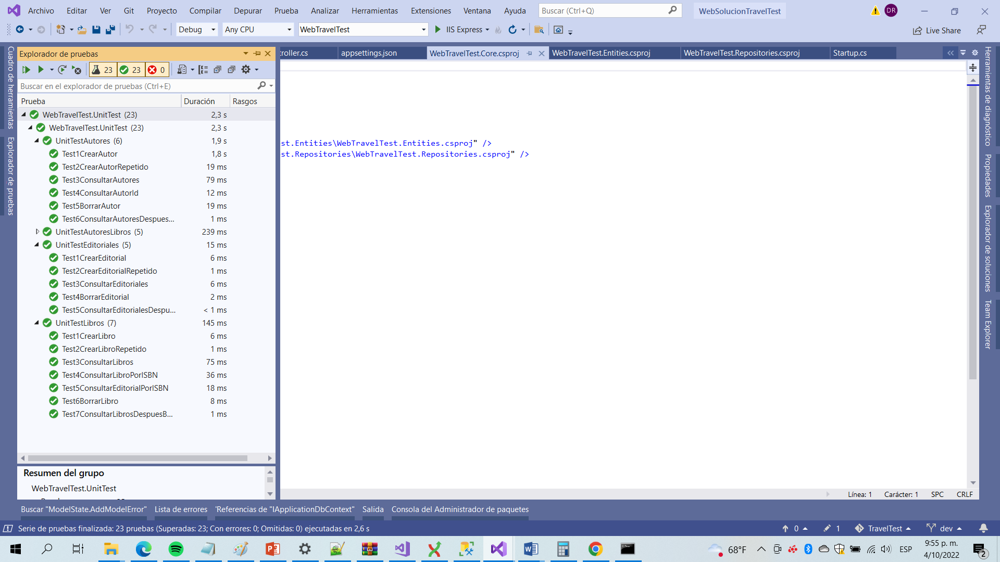 Archivo Editar Ver Git Proyecto Compilar Depurar Prueba Analizar Herramientas Extensiones Ventana Ayuda Buscar (Ctrl+Q) WebSolucionTravelTest DR
Debug Any CPU WebTravelTest IIS Express Live Share
Cuadro de herramientas
Explorador de pruebas
Explorador de pruebas
troller.cs appsettings.json WebTravelTest.Core.csproj WebTravelTest.Entities.csproj WebTravelTest.Repositories.csproj Startup.cs
23 23 0
Buscar en el explorador de pruebas (Ctrl+E)
Prueba Duración Rasgos
WebTravelTest.UnitTest (23) 2,3 s
WebTravelTest.UnitTest (23) 2,3 s
UnitTestAutores (6) 1,9 s
Test1CrearAutor 1,8 s
Test2CrearAutorRepetido 19 ms
Test3ConsultarAutores 79 ms
Test4ConsultarAutorId 12 ms
Test5BorrarAutor 19 ms
Test6ConsultarAutoresDespues... 1 ms
UnitTestAutoresLibros (5) 239 ms
UnitTestEditoriales (5) 15 ms
Test1CrearEditorial 6 ms
Test2CrearEditorialRepetido 1 ms
Test3ConsultarEditoriales 6 ms
Test4BorrarEditorial 2 ms
Test5ConsultarEditorialesDespu... < 1 ms
UnitTestLibros (7) 145 ms
Test1CrearLibro 6 ms
Test2CrearLibroRepetido 1 ms
Test3ConsultarLibros 75 ms
Test4ConsultarLibroPorISBN 36 ms
Test5ConsultarEditorialPorISBN 18 ms
Test6BorrarLibro 8 ms
Test7ConsultarLibrosDespuesB... 1 ms
Resumen del grupo
WebTravelTest.UnitTest
st.Entities\WebTravelTest.Entities.csproj" />
st.Repositories\WebTravelTest.Repositories.csproj" />
Herramientas de diagnóstico
Propiedades
Explorador de soluciones
Team Explorer
Línea: 1 Carácter: 1 SPC CRLF
Buscar "ModelState.AddModelError" Lista de errores 'Referencias de "IApplicationDbContext" Salida Consola del Administrador de paquetes
Serie de pruebas finalizada: 23 pruebas (Superadas: 23; Con errores: 0; Omitidas: 0) ejecutadas en 2,6 s 0 1 TravelTest dev
68°F ESP 9:55 p. m.
4/10/2022 2